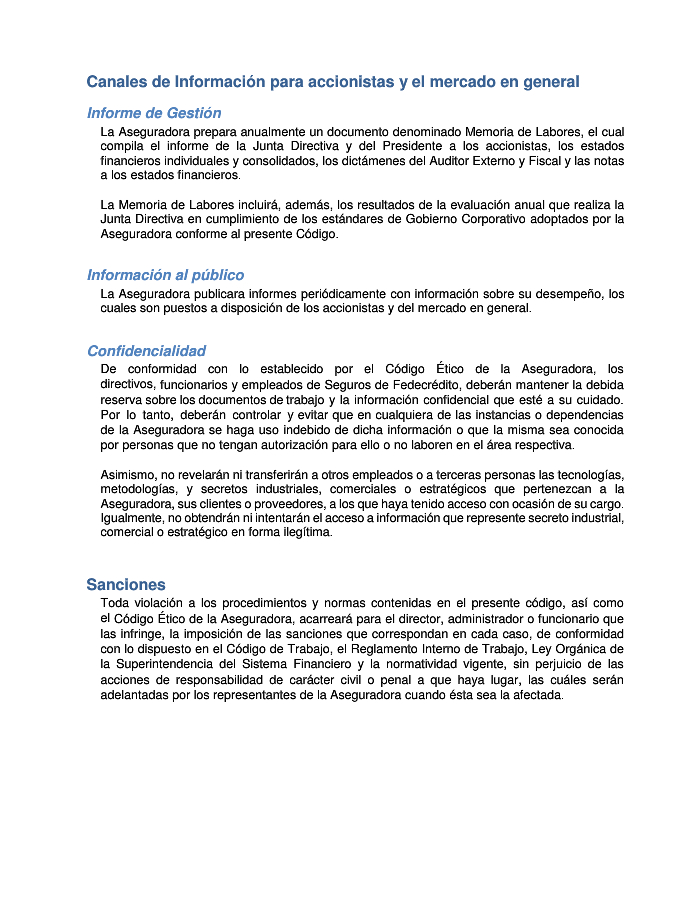 Canales de Información para accionistas y el mercado en general
Informe de Gestión
La Aseguradora prepara anualmente un documento denominado Memoria de Labores, el cual
compila el informe de la Junta Directiva y del Presidente a los accionistas, los estados
financieros individuales y consolidados, los dictámenes del Auditor Externo y Fiscal y las notas
a los estados financieros.
La Memoria de Labores incluirá, además, los resultados de la evaluación anual que realiza la
Junta Directiva en cumplimiento de los estándares de Gobierno Corporativo adoptados por la
Aseguradora conforme al presente Código.
Información al público
La Aseguradora publicara informes periódicamente con información sobre su desempeño, los
cuales son puestos a disposición de los accionistas y del mercado en general.
Confidencialidad
De conformidad con lo establecido por el Código Ético de la Aseguradora, los
directivos, funcionarios y empleados de Seguros de Fedecrédito, deberán mantener la debida
reserva sobre los documentos de trabajo y la información confidencial que esté a su cuidado.
Por lo tanto, deberán controlar y evitar que en cualquiera de las instancias o dependencias
de la Aseguradora se haga uso indebido de dicha información o que la misma sea conocida
por personas que no tengan autorización para ello o no laboren en el área respectiva.
Asimismo, no revelarán ni transferirán a otros empleados o a terceras personas las tecnologías,
metodologías, y secretos industriales, comerciales o estratégicos que pertenezcan a la
Aseguradora, sus clientes o proveedores, a los que haya tenido acceso con ocasión de su cargo.
Igualmente, no obtendrán ni intentarán el acceso a información que represente secreto industrial,
comercial o estratégico en forma ilegítima.
Sanciones
Toda violación a los procedimientos y normas contenidas en el presente código, así como
el Código Ético de la Aseguradora, acarreará para el director, administrador o funcionario que
las infringe, la imposición de las sanciones que correspondan en cada caso, de conformidad
con lo dispuesto en el Código de Trabajo, el Reglamento Interno de Trabajo, Ley Orgánica de
la Superintendencia del Sistema Financiero y la normatividad vigente, sin perjuicio de las
acciones de responsabilidad de carácter civil o penal a que haya lugar, las cuáles serán
adelantadas por los representantes de la Aseguradora cuando ésta sea la afectada.